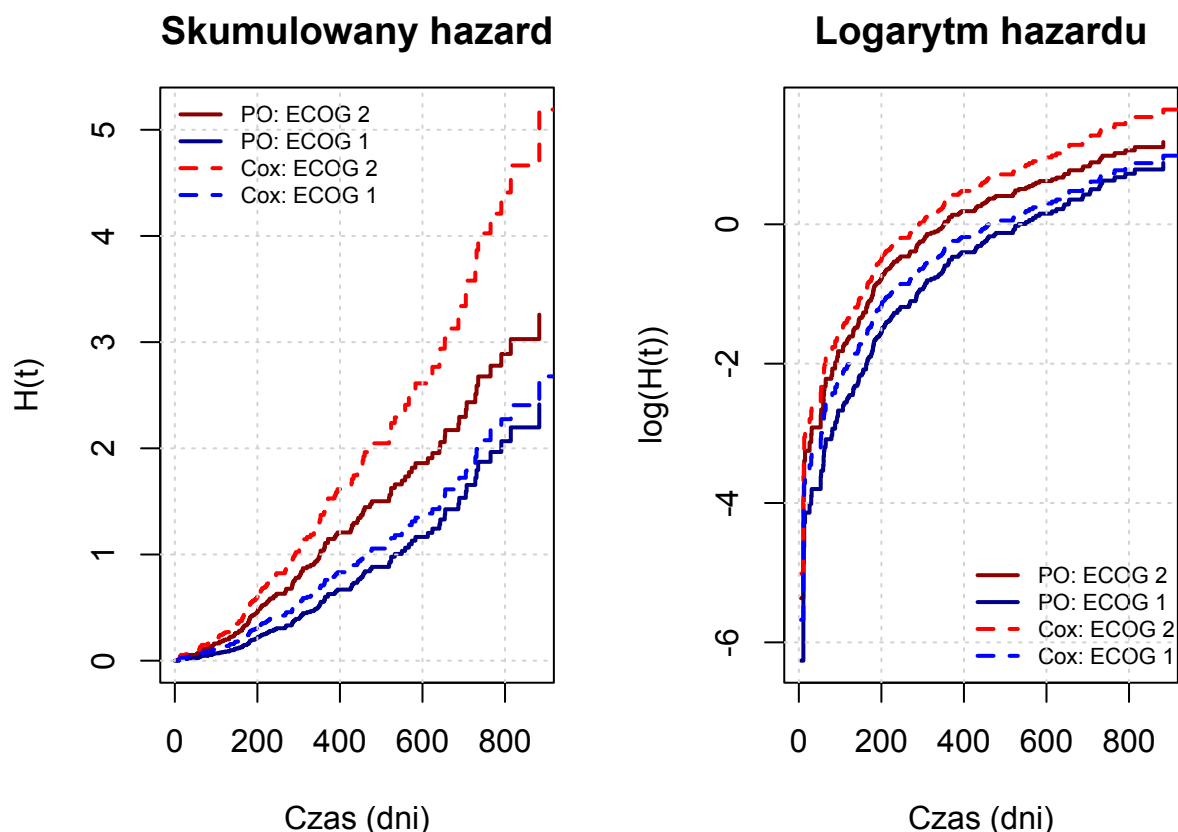 Skumulowany hazard
H(t)
5
4
3
2
1
0
PO: ECOG 2
PO: ECOG 1
Cox: ECOG 2
Cox: ECOG 1
0 200 400 600 800
Czas (dni)
Logarytm hazardu
log(H(t))
0
-2
-4
-6
PO: ECOG 2
PO: ECOG 1
Cox: ECOG 2
Cox: ECOG 1
0 200 400 600 800
Czas (dni)